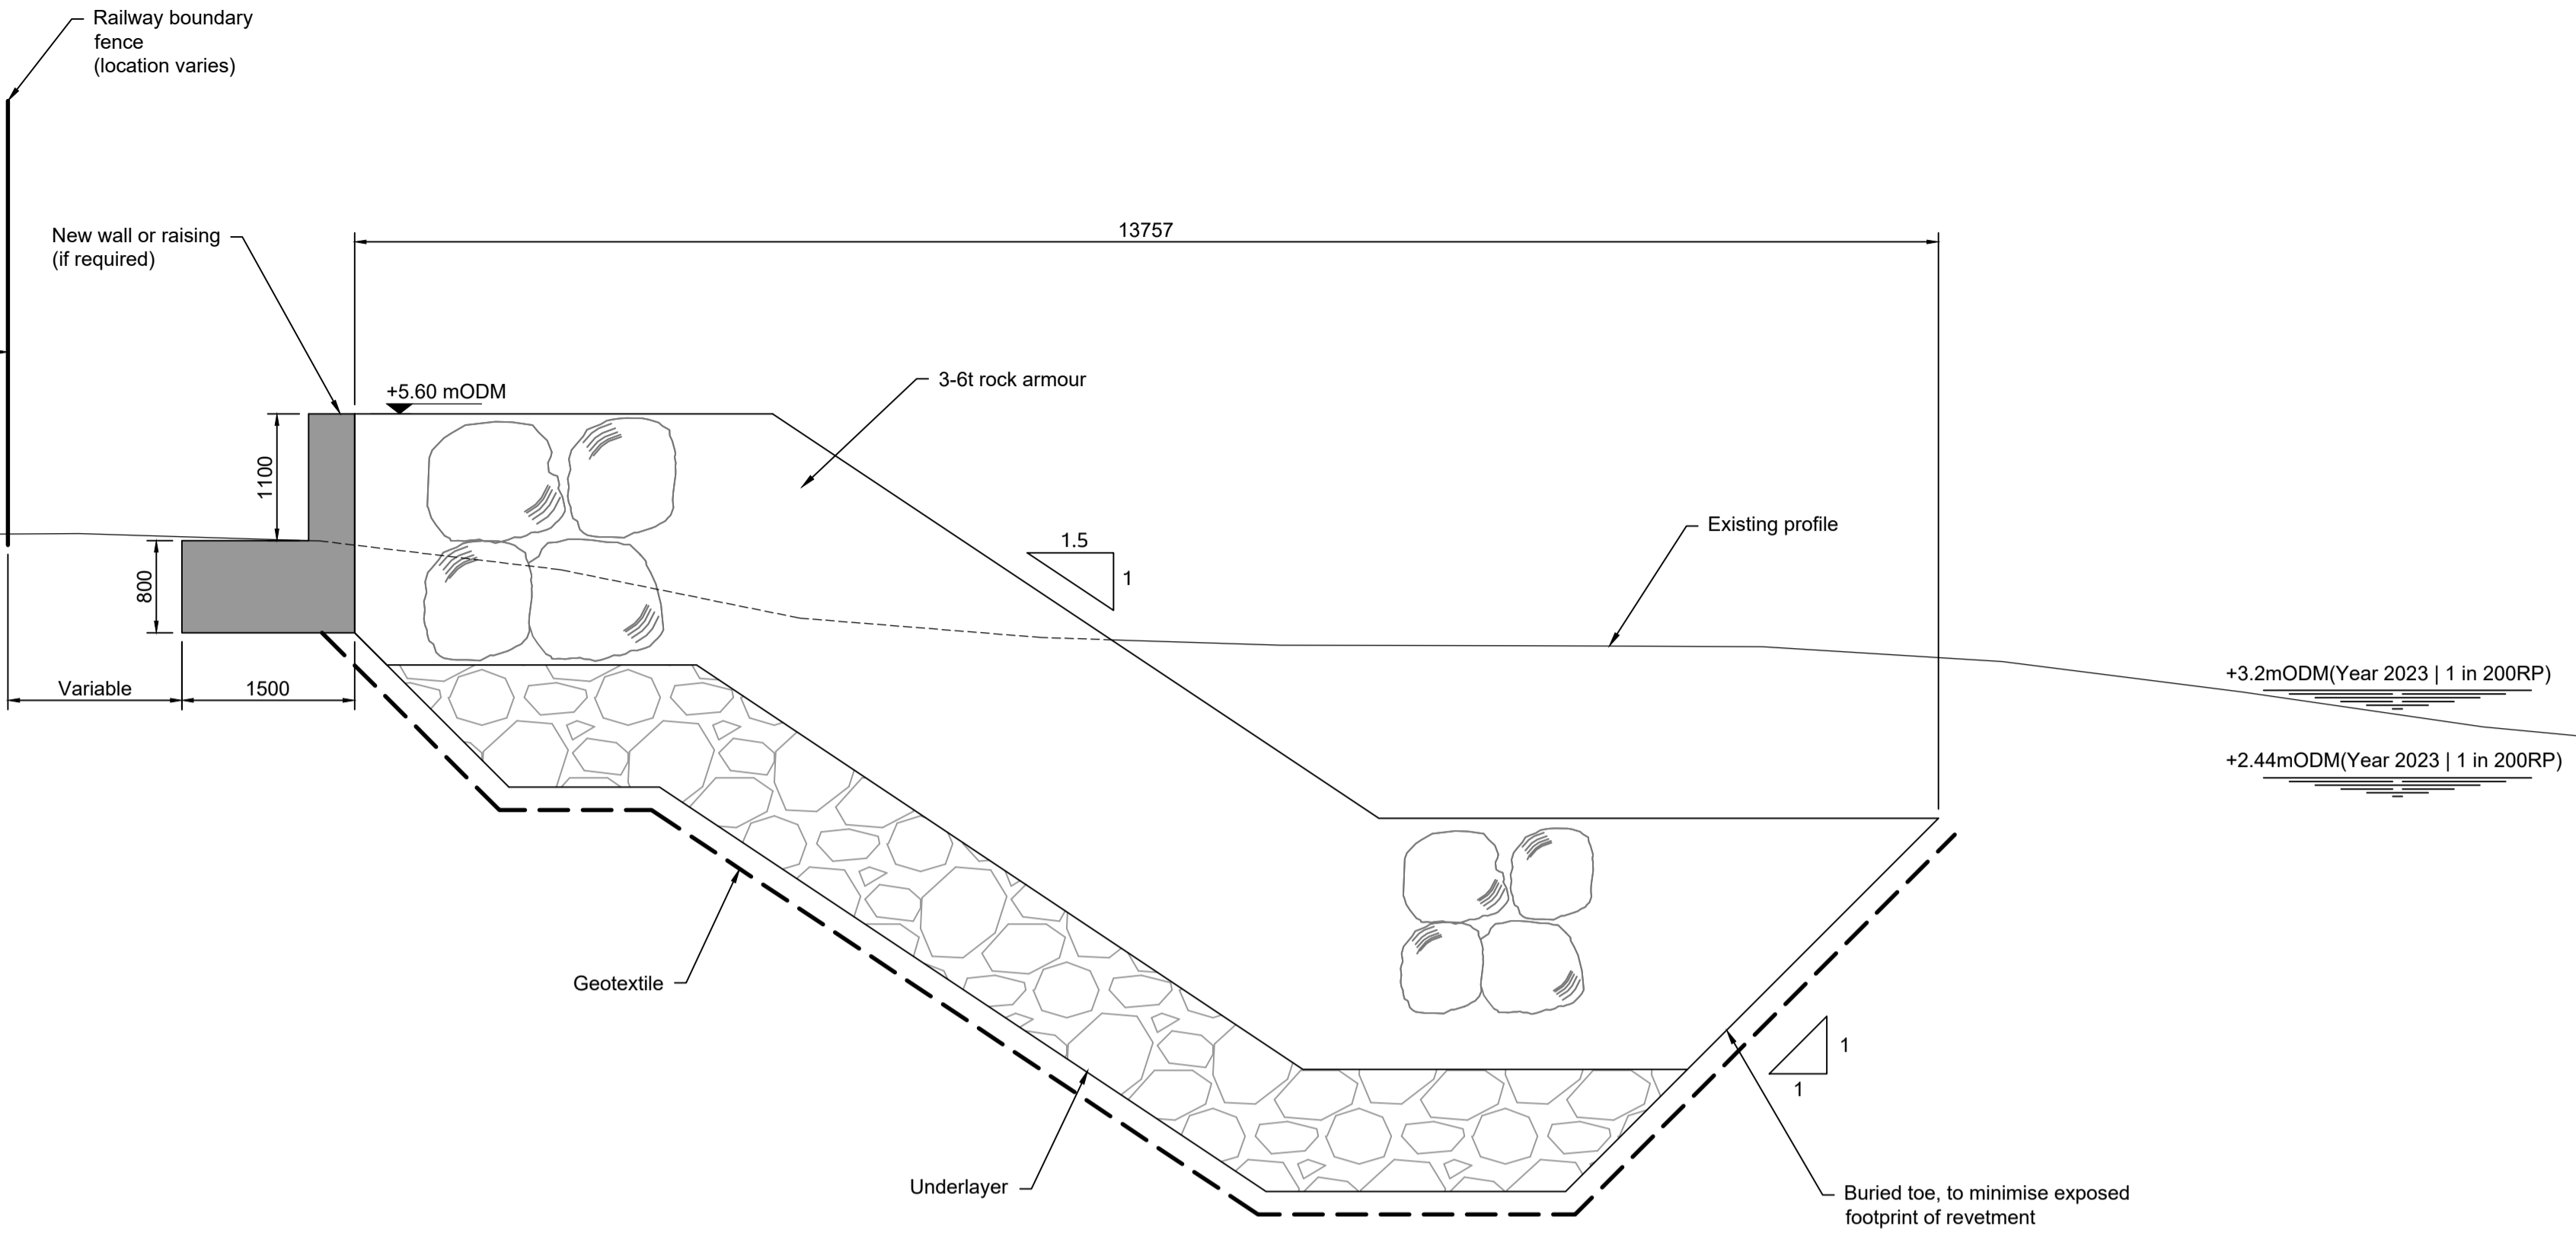 Railway boundary
fence
(location varies)
New wall or raising
(if required)
13757
+5.60 mODM
3-6t rock armour
1100
1.5
1
Existing profile
800
Variable
1500
+3.2mODM(Year 2023 | 1 in 200RP)
+2.44mODM(Year 2023 | 1 in 200RP)
Geotextile
1
1
Underlayer
Buried toe, to minimise exposed
footprint of revetment